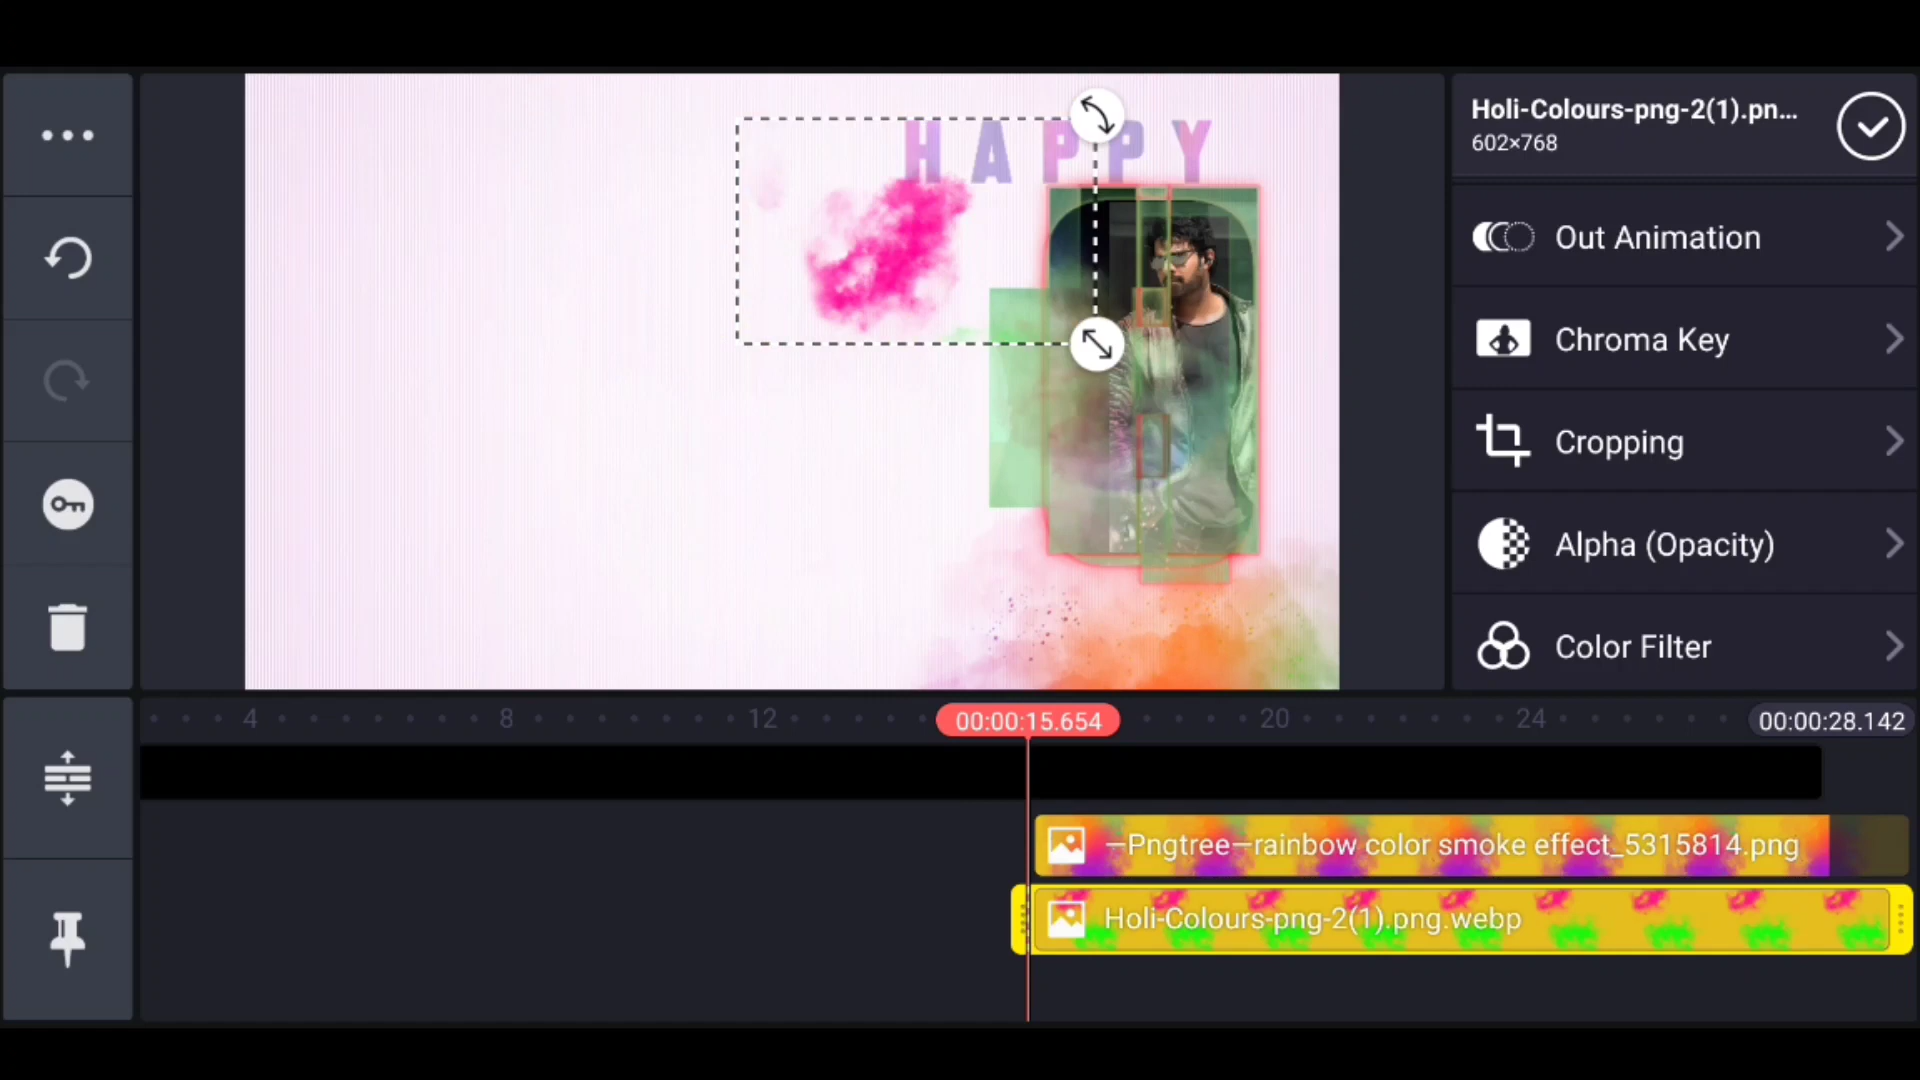 Holi-Colours-png-2(1).pn...
602×768
HAPPY
Out Animation
Chroma Key
Cropping
Alpha (Opacity)
Color Filter
4
8
12
00:00:15.654
20
24
00:00:28.142
—Pngtree—rainbow color smoke effect_5315814.png
Holi-Colours-png-2(1).png.webp